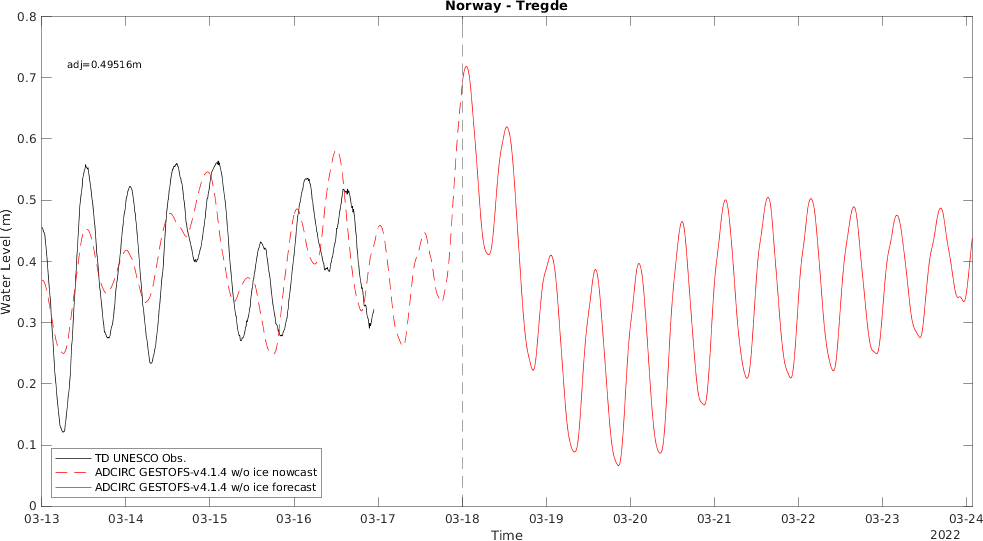 Norway - Tregde
adj=0.49516m
Water Level (m)
0.8
0.7
0.6
0.5
0.4
0.3
0.2
0.1
0
TD UNESCO Obs.
ADCIRC GESTOFS-v4.1.4 w/o ice nowcast
ADCIRC GESTOFS-v4.1.4 w/o ice forecast
03-13 03-14 03-15 03-16 03-17 03-18 03-19 03-20 03-21 03-22 03-23 03-24
Time
2022